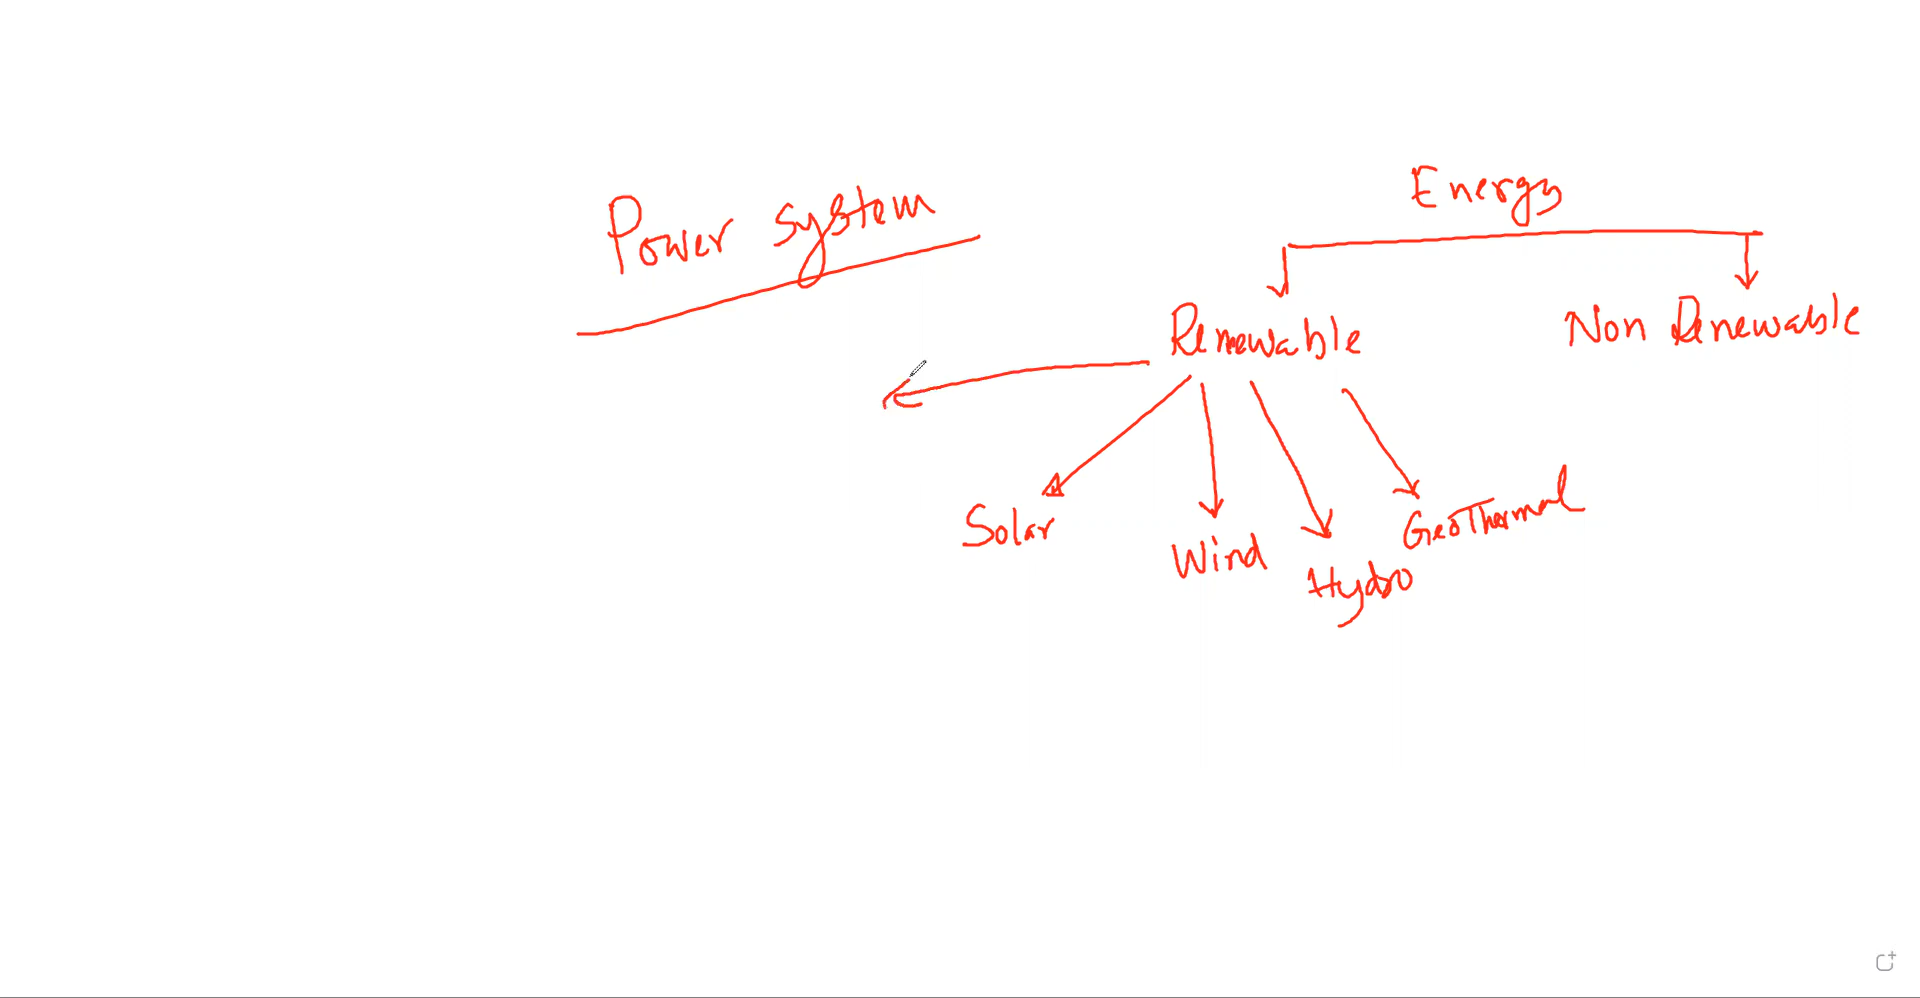 Power system
Energy
Renewable
Non Renewable
Solar
Wind
Hydro
GeoThermal